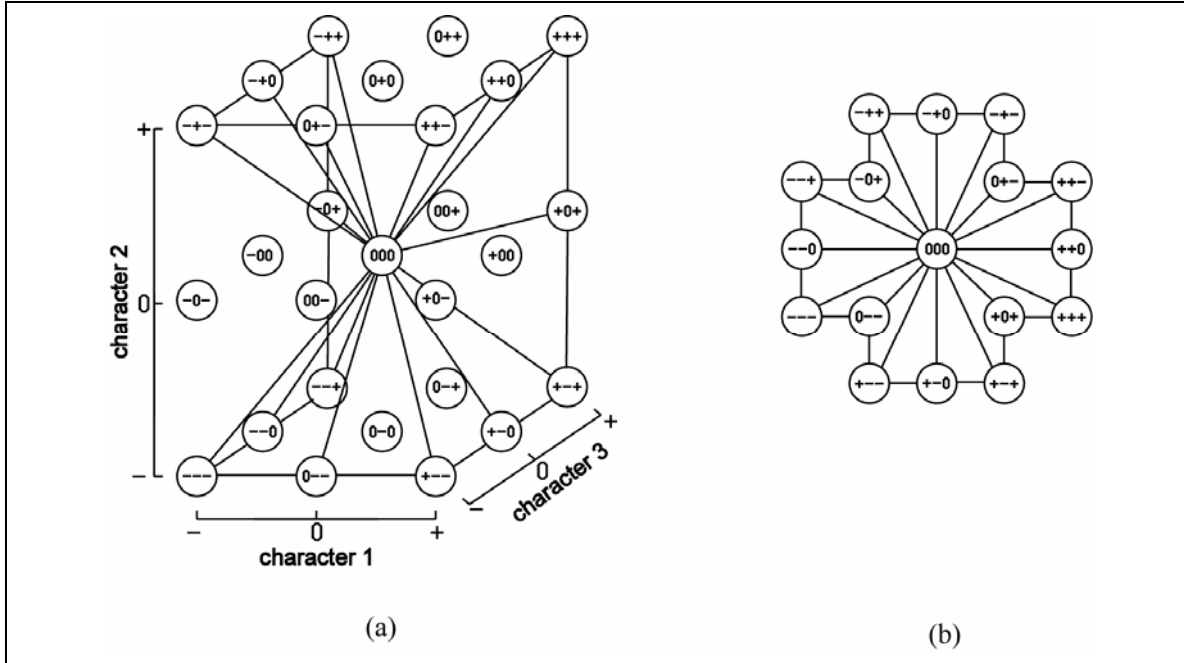 −++ 0++ +++
−+0 0+0 ++0
−+− 0+− ++−
−0+ 00+ +0+
−00 000 +00
−0− 00− +0−
−−+ 0−+ +−+
−−0 0−0 +−0
−−− 0−− +−−
+
0
−
character 2
− 0 +
character 1
− 0 +
character 3
(a)
−++ −+0 −+−
−−+ −0+ 0+− ++−
−−0 000 ++0
−−− 0−− +0+ +++
+−− +−0 +−+
(b)